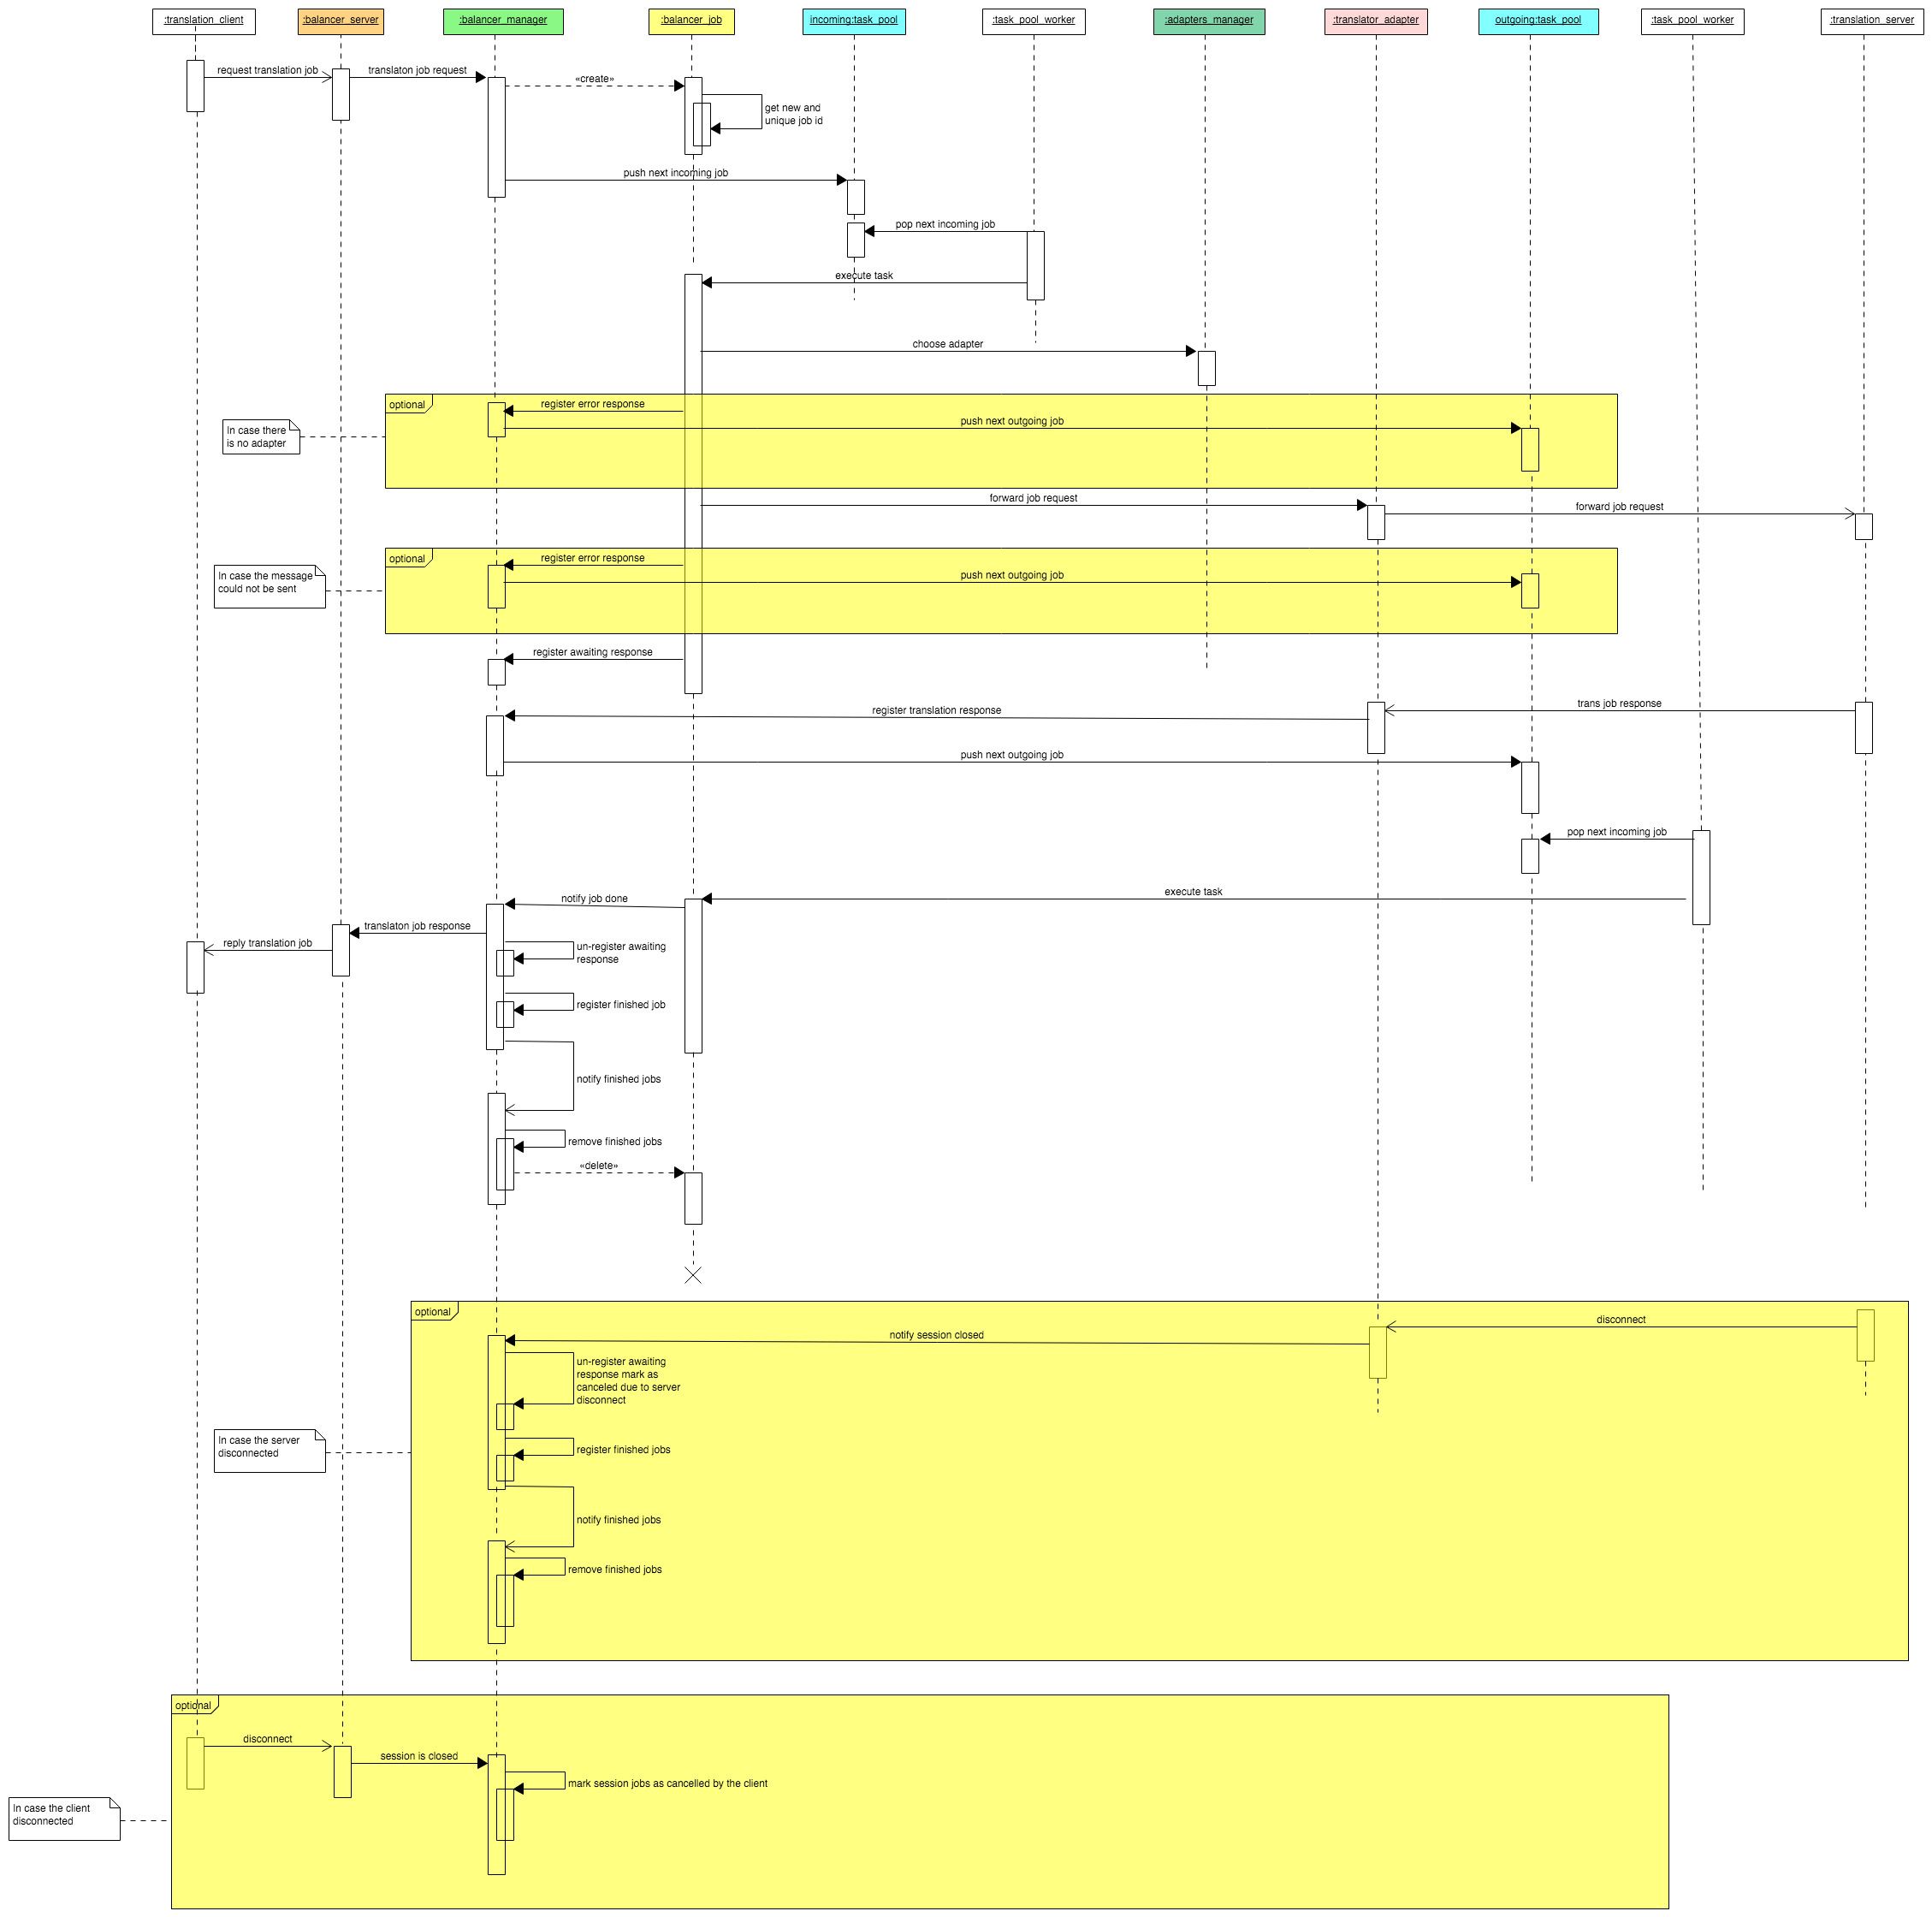 :translation_client
:balancer_server
:balancer_manager
:balancer_job
incoming:task_pool
:task_pool_worker
:adapters_manager
:translator_adapter
outgoing:task_pool
:task_pool_worker
:translation_server
request translation job
translaton job request
«create»
get new and
unique job id
push next incoming job
pop next incoming job
execute task
choose adapter
optional
register error response
push next outgoing job
In case there
is no adapter
forward job request
forward job request
optional
register error response
push next outgoing job
In case the message
could not be sent
register awaiting response
register translation response
trans job response
push next outgoing job
pop next incoming job
execute task
notify job done
translaton job response
reply translation job
un-register awaiting
response
register finished job
notify finished jobs
remove finished jobs
«delete»
optional
disconnect
notify session closed
un-register awaiting
response mark as
canceled due to server
disconnect
In case the server
disconnected
register finished jobs
notify finished jobs
remove finished jobs
optional
disconnect
session is closed
mark session jobs as cancelled by the client
In case the client
disconnected